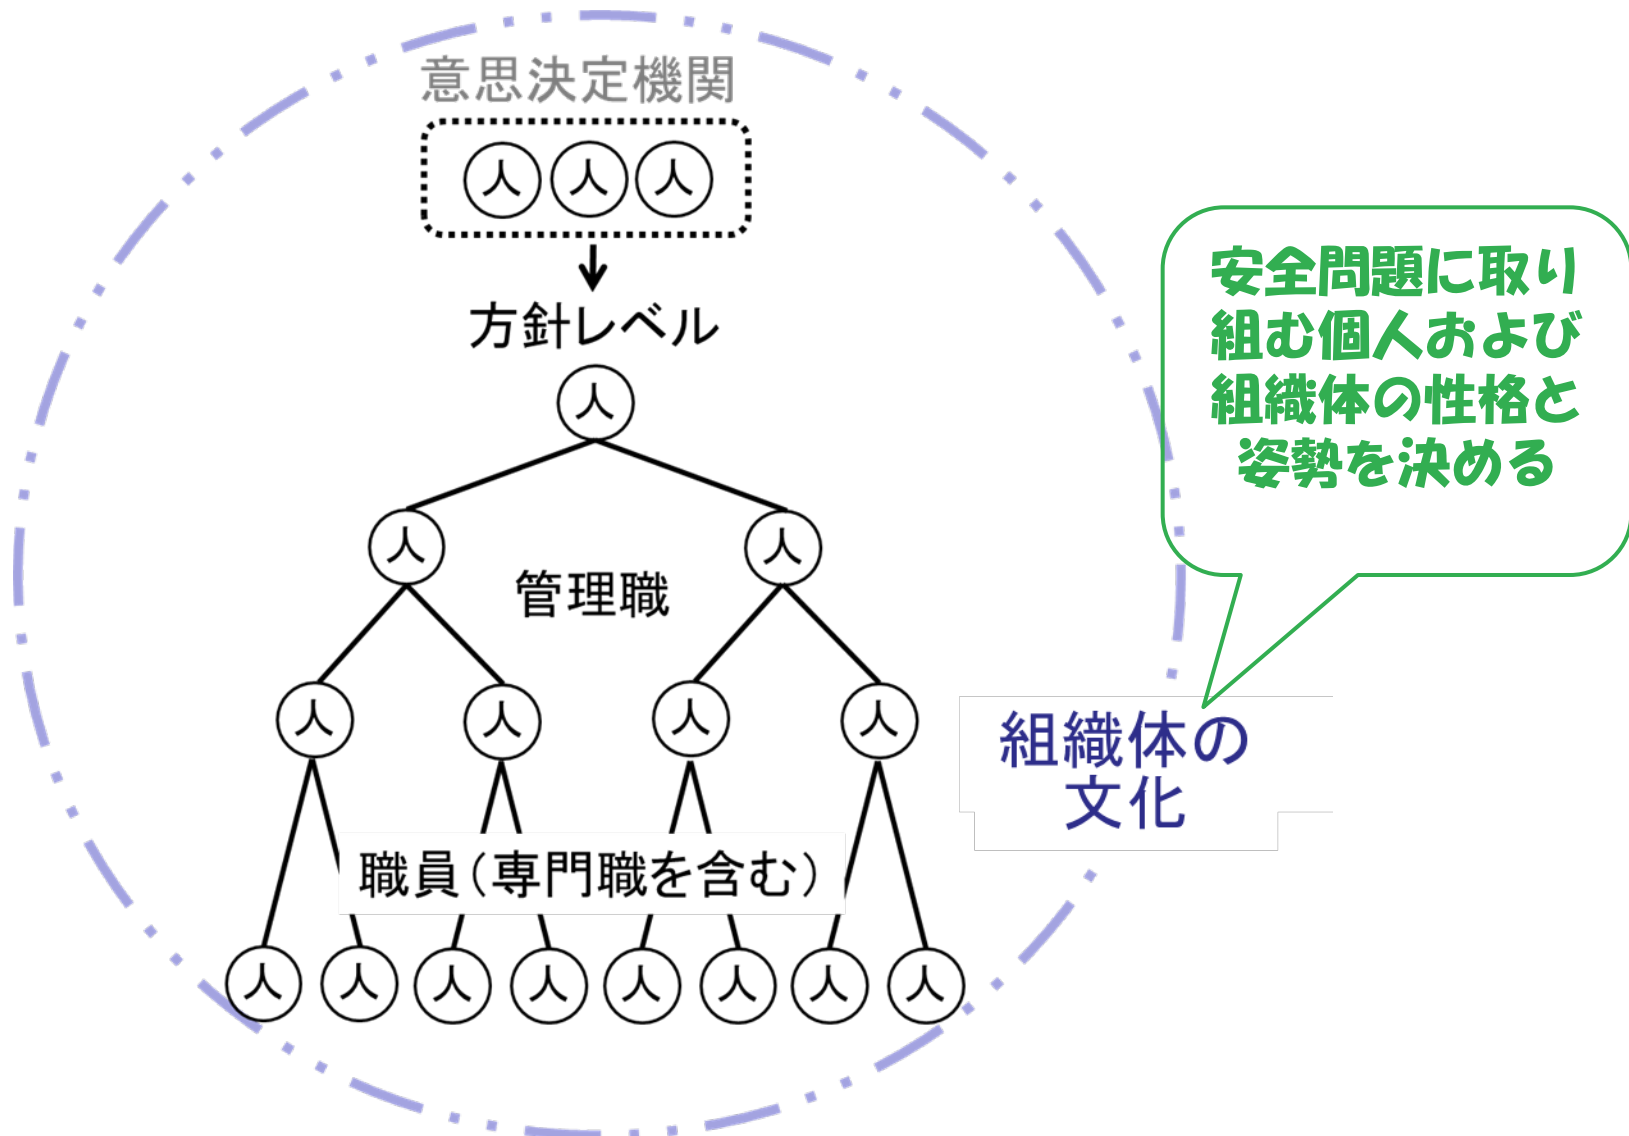 意思決定機関
人 人 人
方針レベル
人
人 人
管理職
人 人 人 人
職員(専門職を含む)
人 人 人 人 人 人 人 人
安全問題に取り
組む個人および
組織体の性格と
姿勢を決める
組織体の
文化